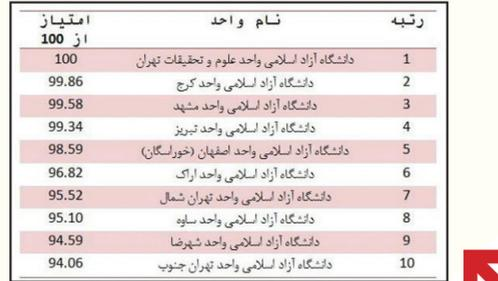 رتبه نام واحد امتیاز از 100
1 دانشگاه آزاد اسلامی واحد علوم و تحقیقات تهران 100
2 دانشگاه آزاد اسلامی واحد کرج 99.86
3 دانشگاه آزاد اسلامی واحد مشهد 99.58
4 دانشگاه آزاد اسلامی واحد تبریز 99.34
5 دانشگاه آزاد اسلامی واحد اصفهان (خوراسگان) 98.59
6 دانشگاه آزاد اسلامی واحد اراک 96.82
7 دانشگاه آزاد اسلامی واحد تهران شمال 95.52
8 دانشگاه آزاد اسلامی واحد ساوه 95.10
9 دانشگاه آزاد اسلامی واحد شهرضا 94.59
10 دانشگاه آزاد اسلامی واحد تهران جنوب 94.06